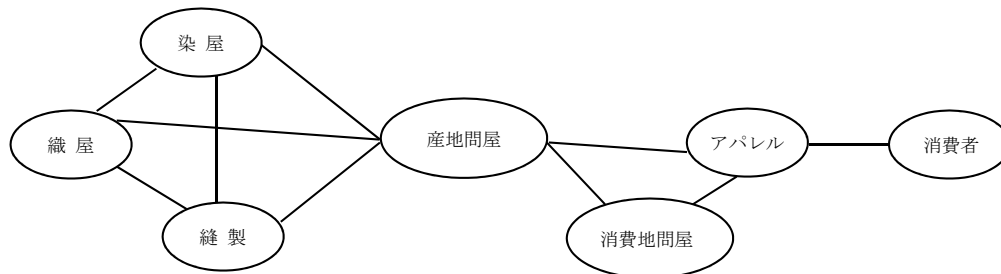 染 屋
織 屋
縫 製
産地問屋
消費地問屋
アパレル
消費者